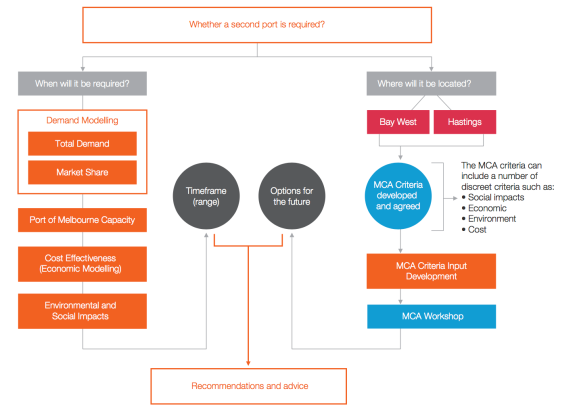 Whether a second port is required?
When will it be required?
Where will it be located?
Demand Modelling
Total Demand
Market Share
Port of Melbourne Capacity
Cost Effectiveness
(Economic Modelling)
Environmental and
Social Impacts
Timeframe
(range)
Options for
the future
Bay West
Hastings
MCA Criteria
developed
and agreed
The MCA criteria can
include a number of
discreet criteria such as:
• Social impacts
• Economic
• Environment
• Cost
MCA Criteria Input
Development
MCA Workshop
Recommendations and advice